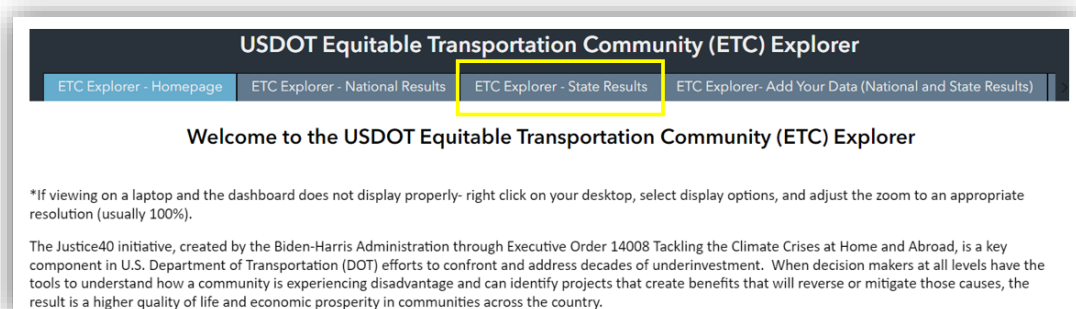 USDOT Equitable Transportation Community (ETC) Explorer
ETC Explorer - Homepage ETC Explorer - National Results ETC Explorer - State Results ETC Explorer- Add Your Data (National and State Results)
Welcome to the USDOT Equitable Transportation Community (ETC) Explorer
*If viewing on a laptop and the dashboard does not display properly- right click on your desktop, select display options, and adjust the zoom to an appropriate
resolution (usually 100%).
The Justice40 initiative, created by the Biden-Harris Administration through Executive Order 14008 Tackling the Climate Crises at Home and Abroad, is a key
component in U.S. Department of Transportation (DOT) efforts to confront and address decades of underinvestment. When decision makers at all levels have the
tools to understand how a community is experiencing disadvantage and can identify projects that create benefits that will reverse or mitigate those causes, the
result is a higher quality of life and economic prosperity in communities across the country.